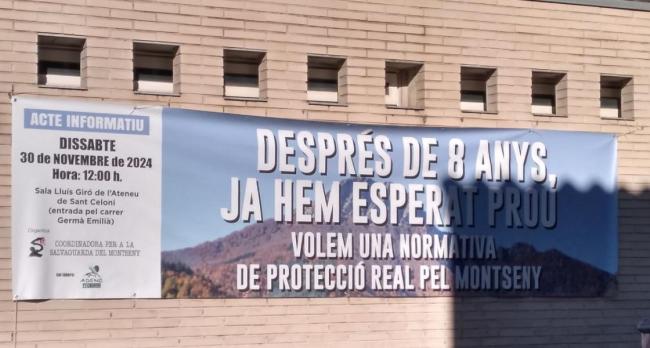 ACTE INFORMATIU
DISSABTE
30 de NOVEMBRE de 2024
Hora: 12:00 h.
Sala Lluís Giró de l'Ateneu
de Sant Celoni
(entrada pel carrer
Germà Emilià)
Organitza
COORDINADORA PER A LA
SALVAGUARDA DEL MONTSENY
DESPRÉS DE 8 ANYS,
JA HEM ESPERAT PROU
VOLEM UNA NORMATIVA
DE PROTECCIÓ REAL PEL MONTSENY